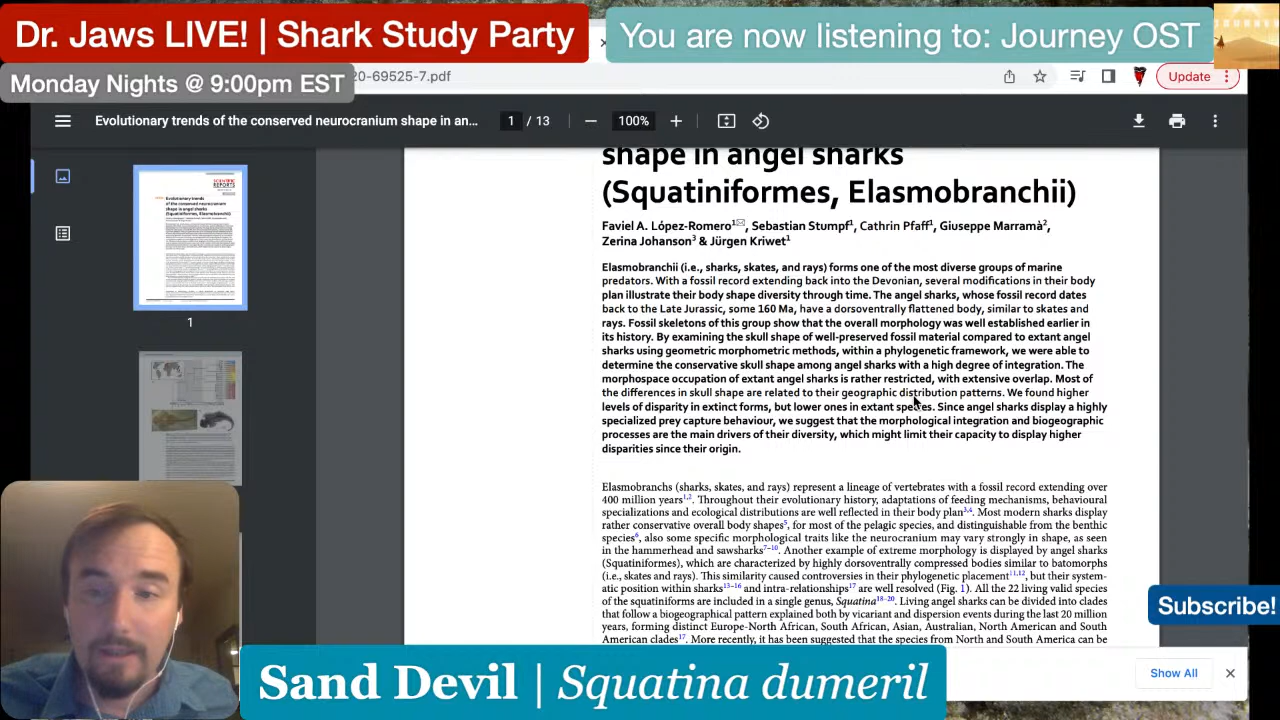 Dr. Jaws LIVE! | Shark Study Party
You are now listening to: Journey OST
Monday Nights @ 9:00pm EST
20-69525-7.pdf
Update
Evolutionary trends of the conserved neurocranium shape in an...
1 / 13
100%
shape in angel sharks
(Squatiniformes, Elasmobranchii)
Faviel A. López-Romero1✉, Sebastian Stumpf1, Cathrin Pfaff1, Giuseppe Marramà2,
Zerina Johanson3 & Jürgen Kriwet1
Elasmobranchii (i.e., sharks, skates, and rays) forms one of the most diverse groups of marine
predators. With a fossil record extending back into the Devonian, several modifications in their body
plan illustrate their body shape diversity through time. The angel sharks, whose fossil record dates
back to the Late Jurassic, some 160 Ma, have a dorsoventrally flattened body, similar to skates and
rays. Fossil skeletons of this group show that the overall morphology was well established earlier in
its history. By examining the skull shape of well-preserved fossil material compared to extant angel
sharks using geometric morphometric methods, within a phylogenetic framework, we were able to
determine the conservative skull shape among angel sharks with a high degree of integration. The
morphospace occupation of extant angel sharks is rather restricted, with extensive overlap. Most of
the differences in skull shape are related to their geographic distribution patterns. We found higher
levels of disparity in extinct forms, but lower ones in extant species. Since angel sharks display a highly
specialized prey capture behaviour, we suggest that the morphological integration and biogeographic
processes are the main drivers of their diversity, which might limit their capacity to display higher
disparities since their origin.
Elasmobranchs (sharks, skates, and rays) represent a lineage of vertebrates with a fossil record extending over
400 million years1,2. Throughout their evolutionary history, adaptations of feeding mechanisms, behavioural
specializations and ecological distributions are well reflected in their body plan3,4. Most modern sharks display
rather conservative overall body shapes5, for most of the pelagic species, and distinguishable from the benthic
species6, also some specific morphological traits like the neurocranium may vary strongly in shape, as seen
in the hammerhead and sawsharks7–10. Another example of extreme morphology is displayed by angel sharks
(Squatiniformes), which are characterized by highly dorsoventrally compressed bodies similar to batomorphs
(i.e., skates and rays). This similarity caused controversies in their phylogenetic placement11,12, but their system-
atic position within sharks13–16 and intra-relationships17 are well resolved (Fig. 1). All the 22 living valid species
of the squatiniforms are included in a single genus, Squatina18–20. Living angel sharks can be divided into clades
that follow a biogeographical pattern explained both by vicariant and dispersion events during the last 20 million
years, forming distinct Europe-North African, South African, Asian, Australian, North American and South
American clades17. More recently, it has been suggested that the species from North and South America can be
1
Subscribe!
Show All
Sand Devil | Squatina dumeril